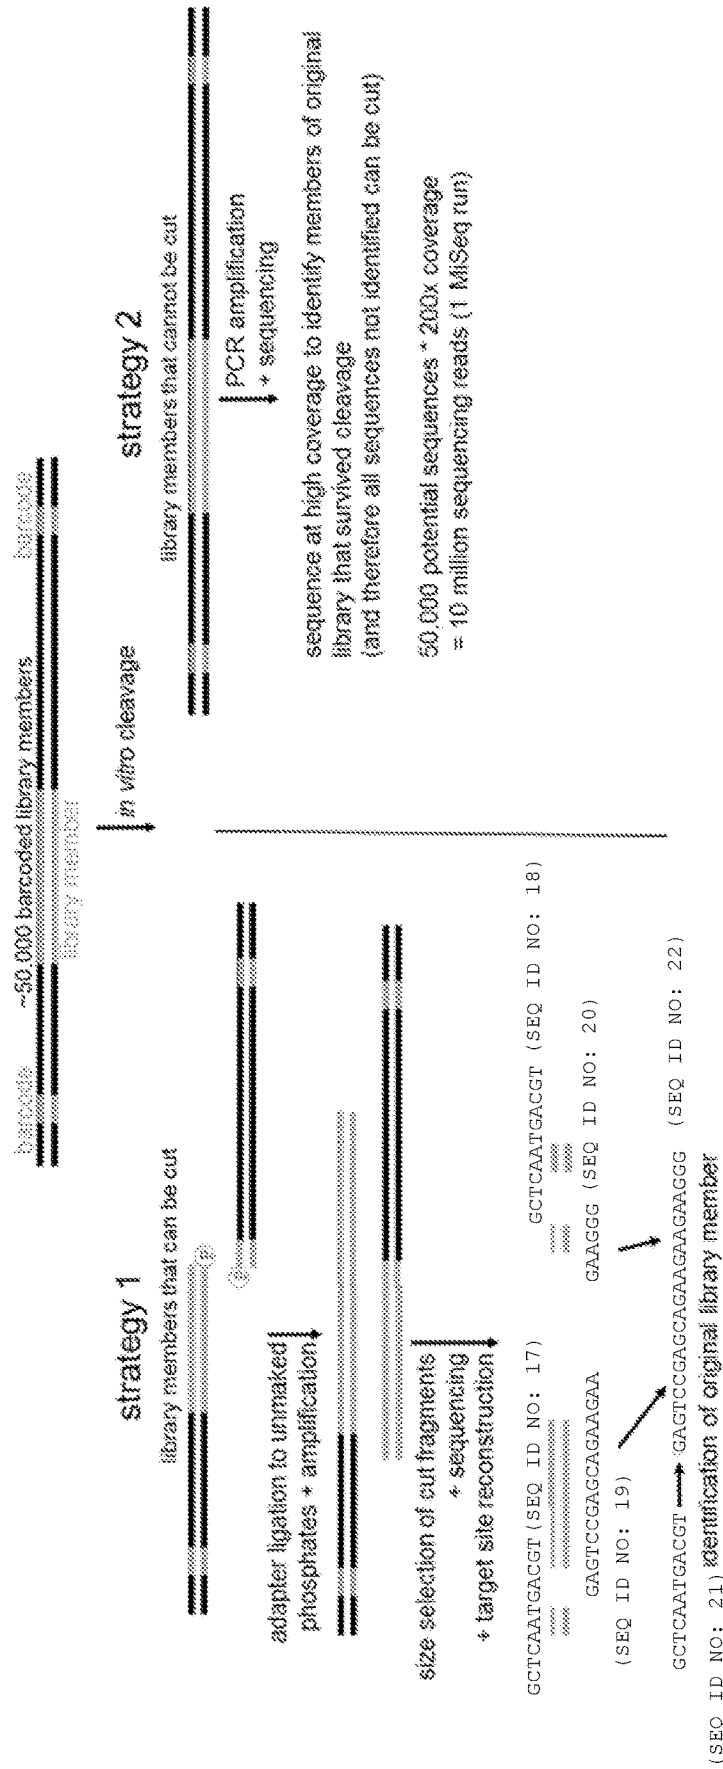 barcode
~50,000 barcoded library members
barcode
library member
in vitro cleavage
strategy 1
library members that can be cut
P
P
adapter ligation to unmaked
phosphates + amplification
size selection of cut fragments
+ sequencing
+ target site reconstruction
GCTCAATGACGT (SEQ ID NO: 17)
GAGTCCGAGCAGAAGAA
(SEQ ID NO: 19)
GCTCAATGACGT (SEQ ID NO: 18)
GAAGGG (SEQ ID NO: 20)
GCTCAATGACGT GAGTCCGAGCAGAAGAAGAAGGG (SEQ ID NO: 22)
(SEQ ID NO: 21) identification of original library member
strategy 2
library members that cannot be cut
PCR amplification
+ sequencing
sequence at high coverage to identify members of original
library that survived cleavage
(and therefore all sequences not identified can be cut)
50,000 potential sequences * 200x coverage
= 10 million sequencing reads (1 MiSeq run)